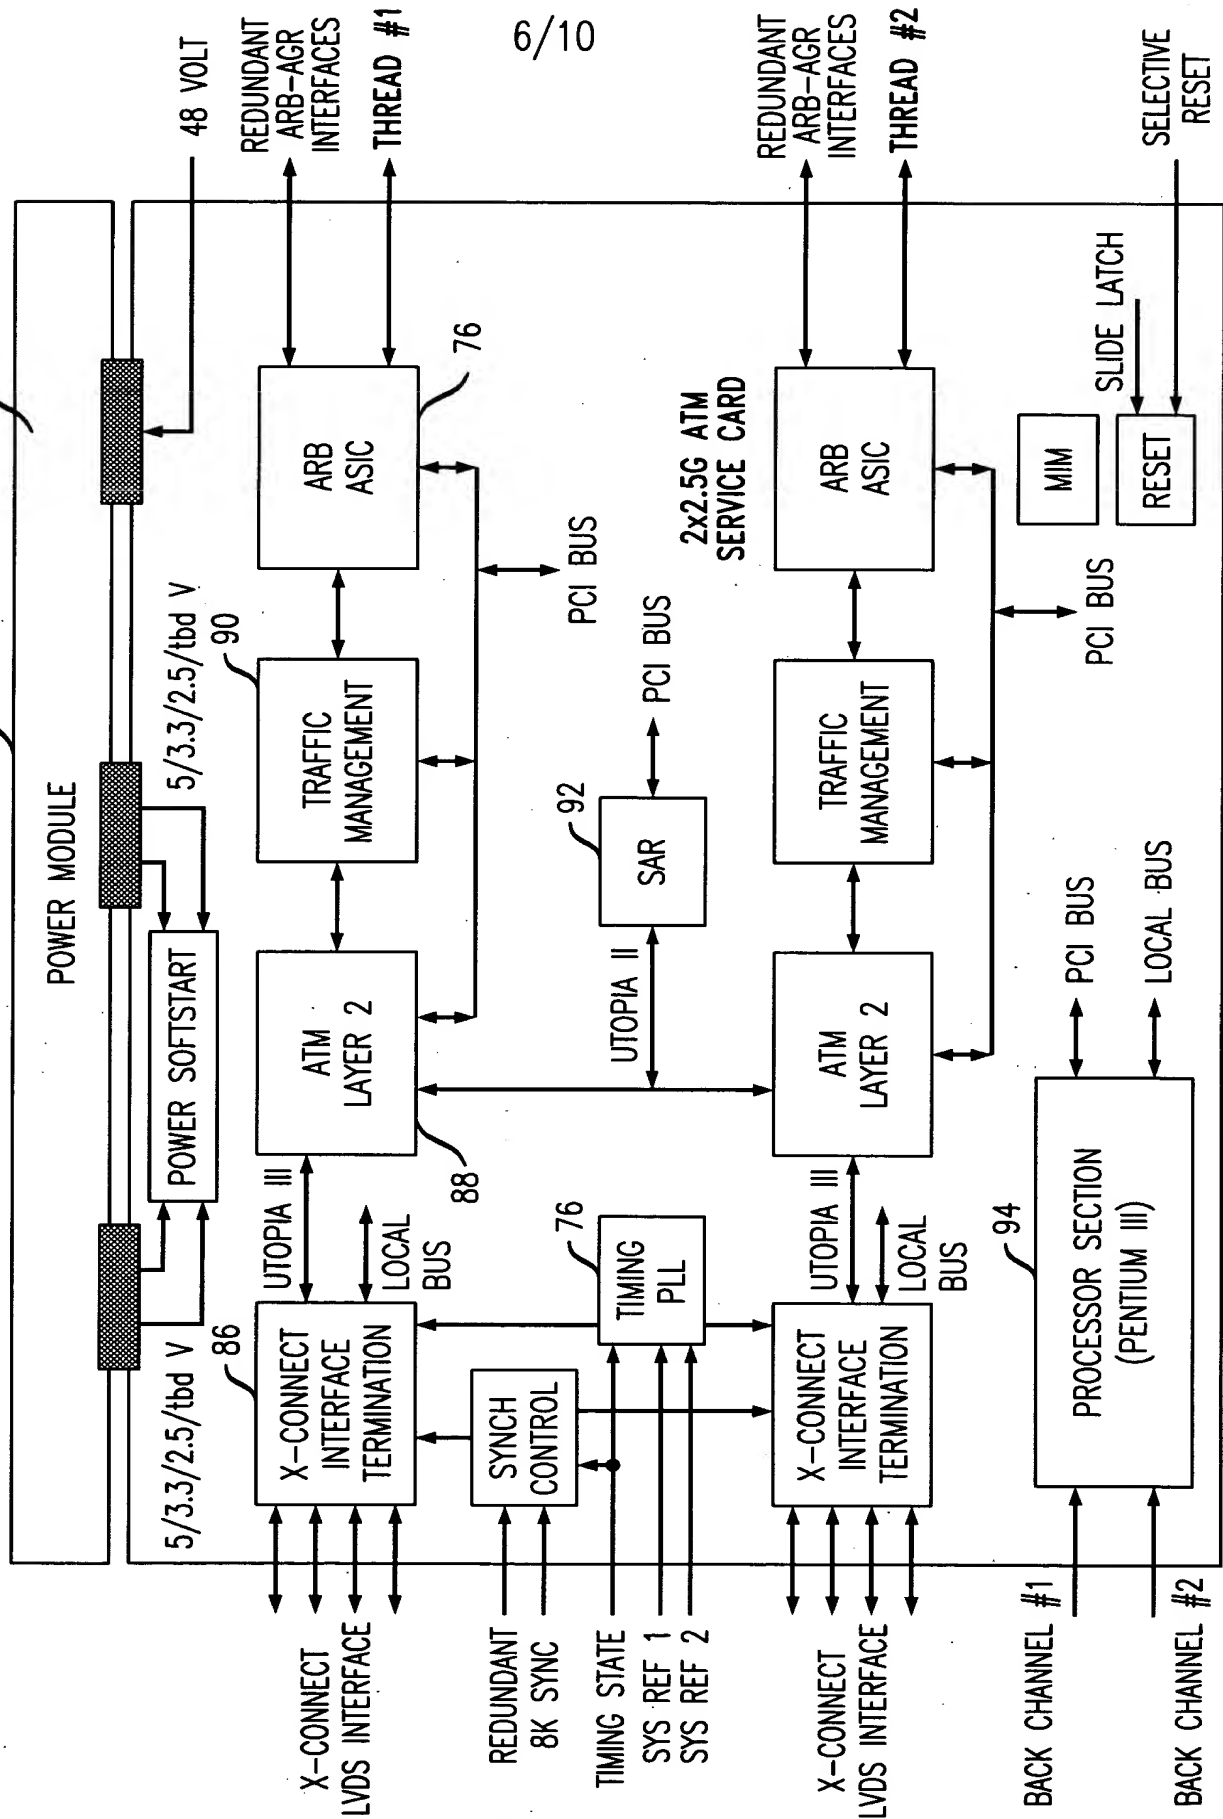 6/10
POWER MODULE
48 VOLT
5/3.3/2.5/tbd V
POWER SOFTSTART
5/3.3/2.5/tbd V
REDUNDANT
ARB-AGR
INTERFACES
THREAD #1
X-CONNECT
LVDS INTERFACE
86
X-CONNECT
INTERFACE
TERMINATION
UTOPIA III
LOCAL
BUS
ATM
LAYER 2
88
TRAFFIC
MANAGEMENT
90
ARB
ASIC
76
PCI BUS
REDUNDANT
8K SYNC
SYNCH
CONTROL
TIMING STATE
SYS REF 1
SYS REF 2
TIMING
PLL
76
UTOPIA II
SAR
92
PCI BUS
2x2.5G ATM
SERVICE CARD
X-CONNECT
LVDS INTERFACE
X-CONNECT
INTERFACE
TERMINATION
UTOPIA III
LOCAL
BUS
ATM
LAYER 2
TRAFFIC
MANAGEMENT
ARB
ASIC
REDUNDANT
ARB-AGR
INTERFACES
THREAD #2
PCI BUS
BACK CHANNEL #1
BACK CHANNEL #2
94
PROCESSOR SECTION
(PENTIUM III)
PCI BUS
LOCAL BUS
MIM
RESET
SLIDE LATCH
SELECTIVE
RESET